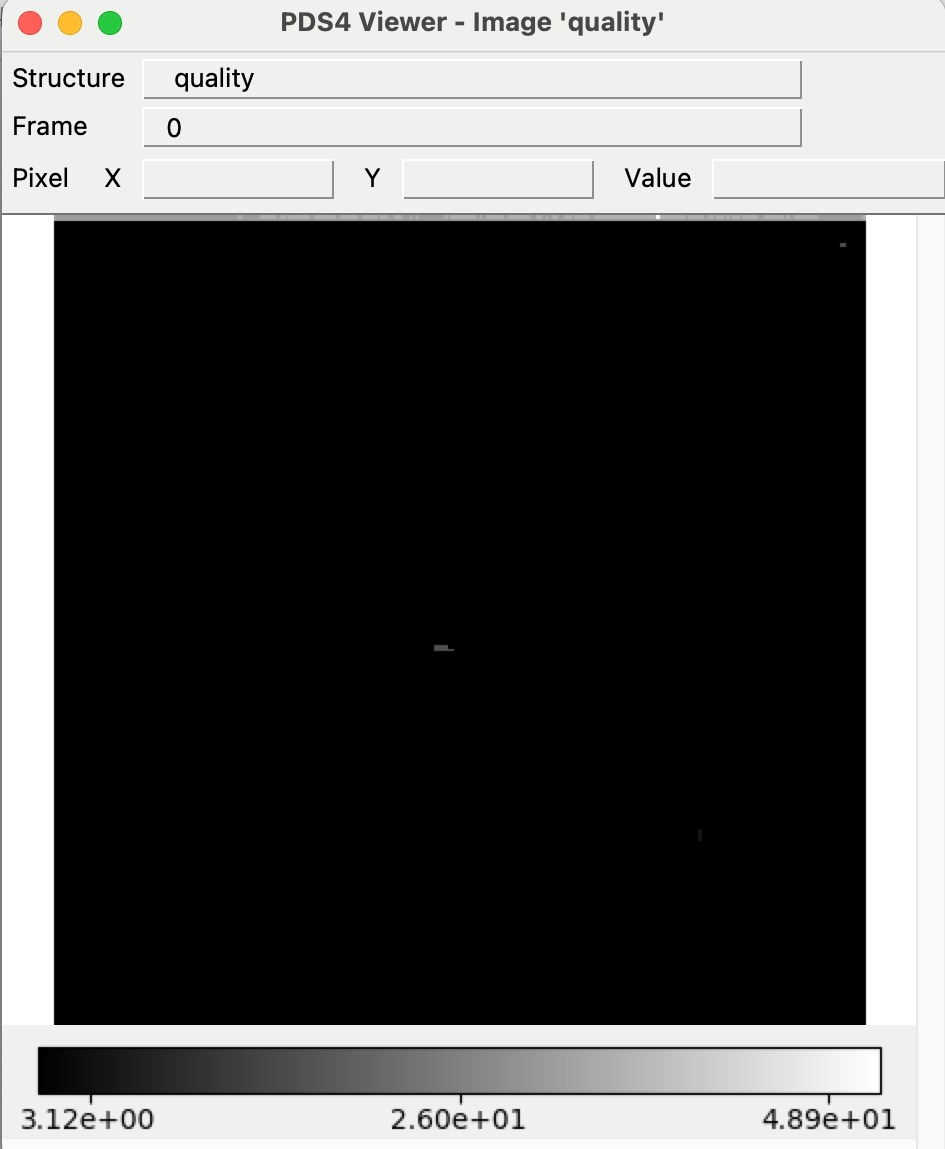 PDS4 Viewer - Image 'quality'
Structure quality
Frame 0
Pixel X Y Value
3.12e+00 2.60e+01 4.89e+01